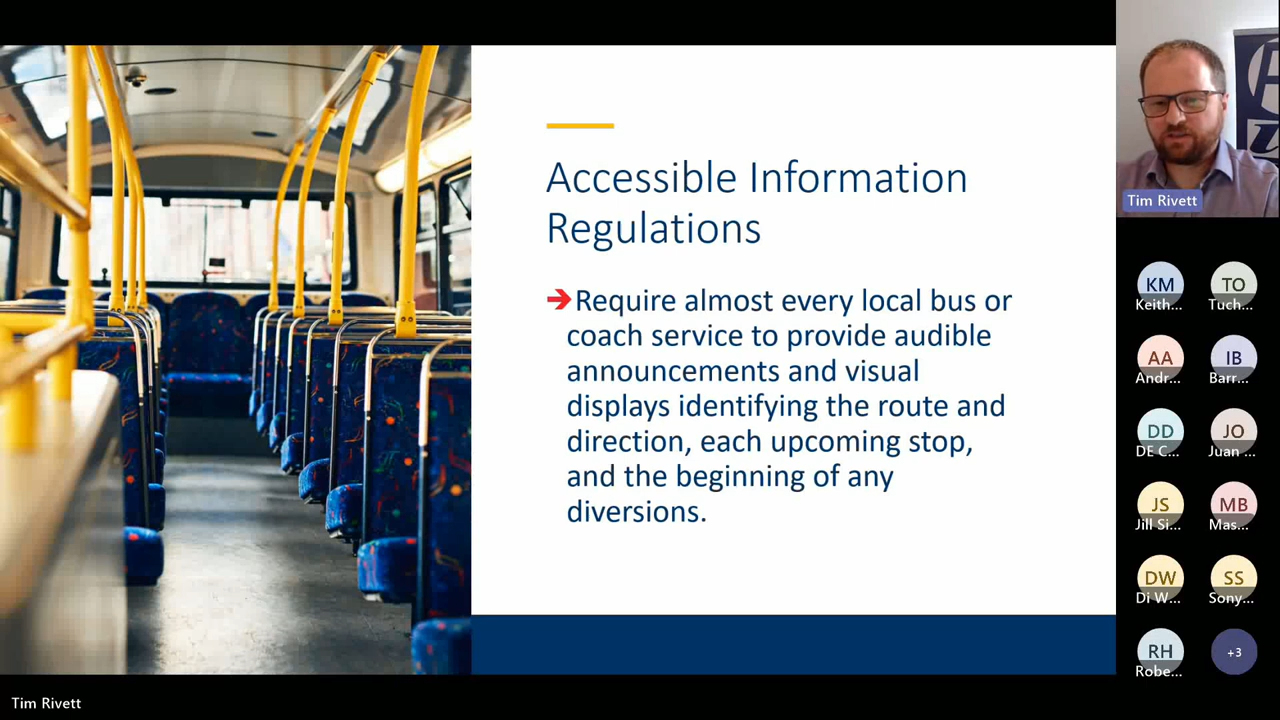 Accessible Information
Regulations
Require almost every local bus or
coach service to provide audible
announcements and visual
displays identifying the route and
direction, each upcoming stop,
and the beginning of any
diversions.
Tim Rivett
KM
Keith...
TO
Tuch...
AA
Andr...
IB
Barr...
DD
DE C...
JO
Juan ...
JS
Jill Si...
MB
Mas...
DW
Di W...
SS
Sony...
RH
Robe...
+3
Tim Rivett